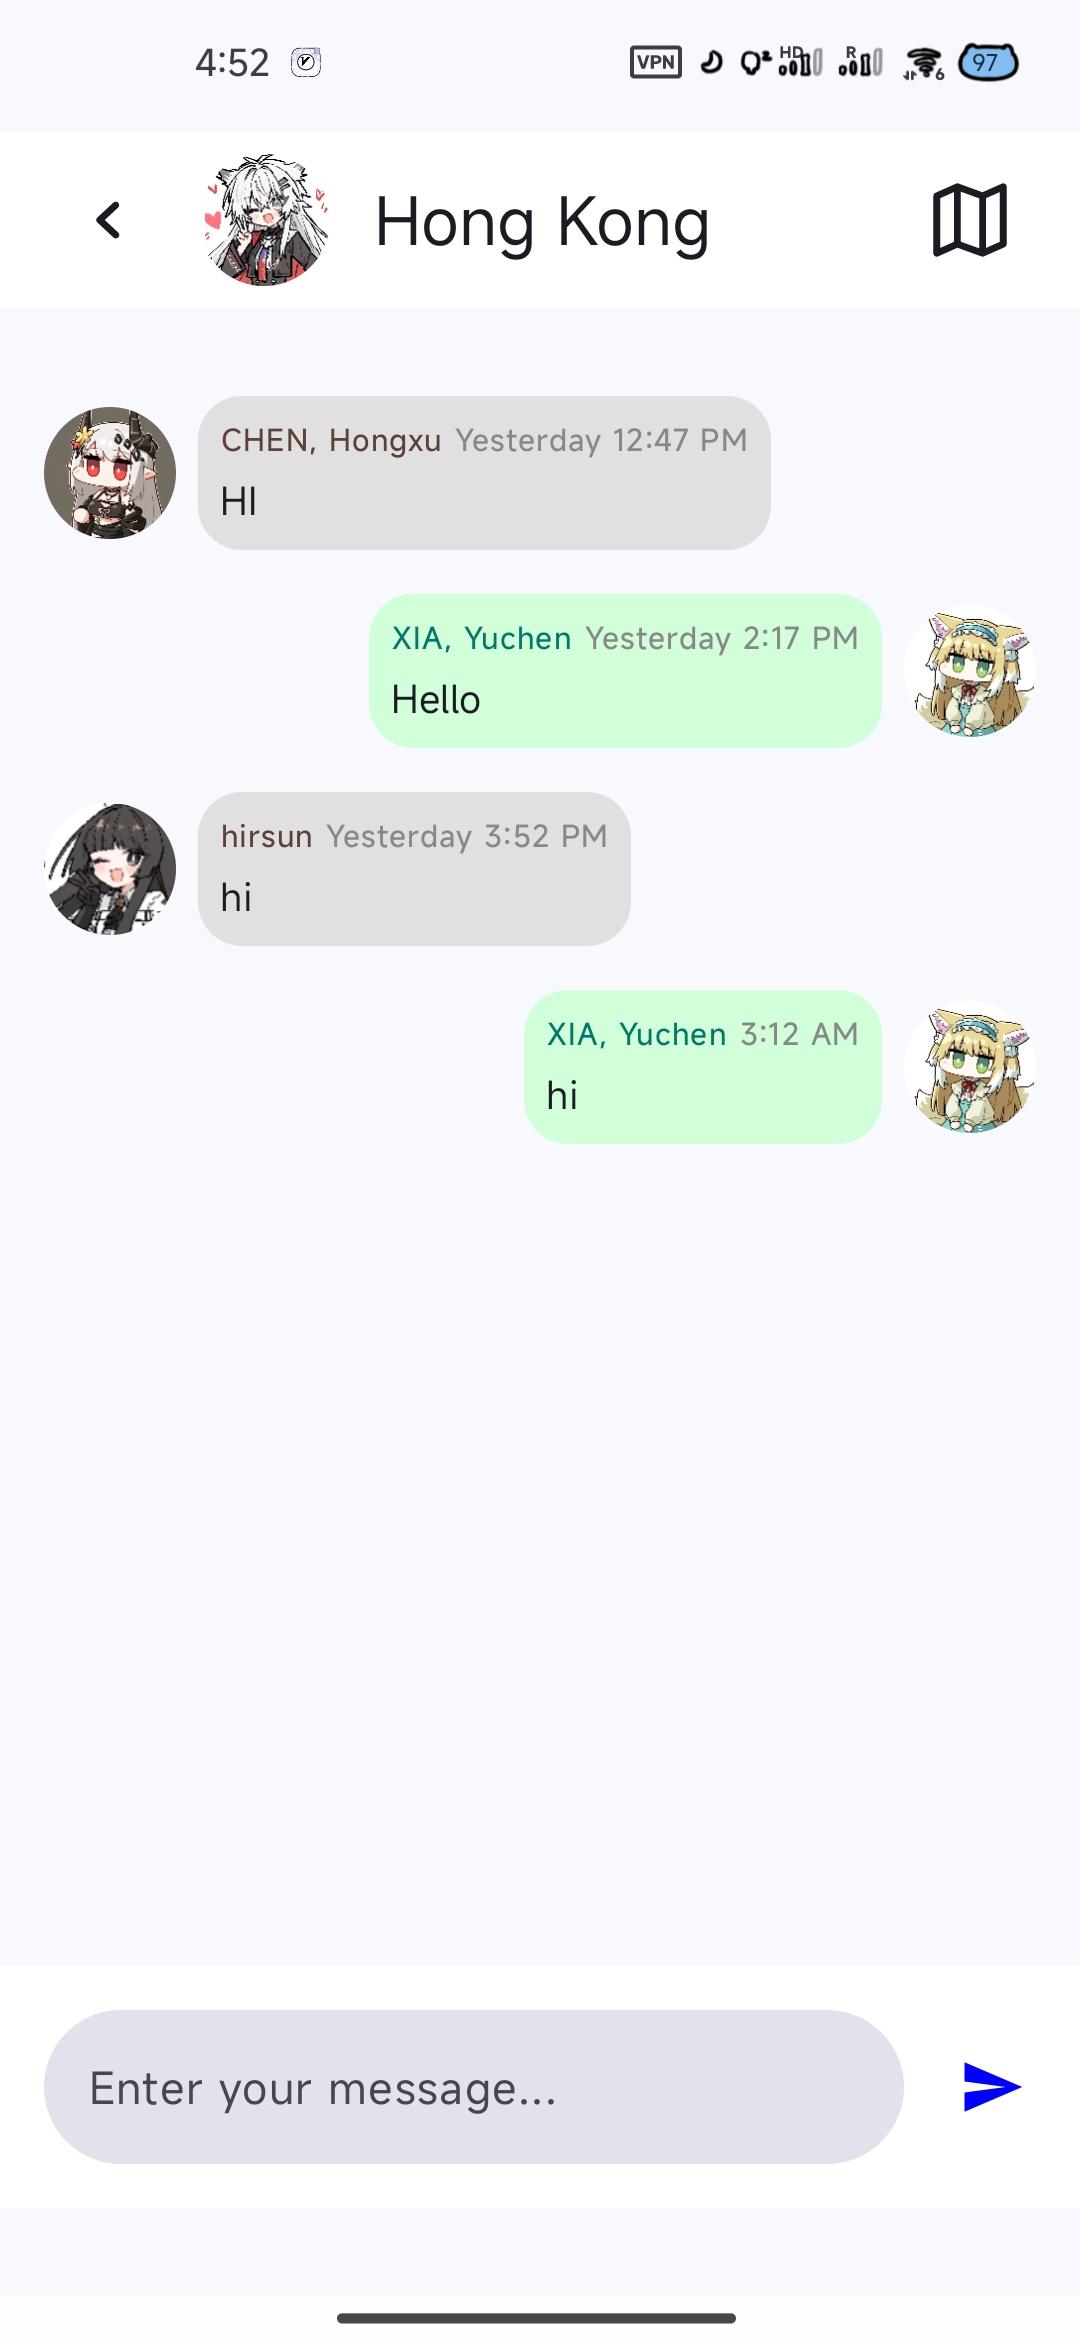 4:52 VPN HD R 6 97
Hong Kong
CHEN, Hongxu Yesterday 12:47 PM
HI
XIA, Yuchen Yesterday 2:17 PM
Hello
hirsun Yesterday 3:52 PM
hi
XIA, Yuchen 3:12 AM
hi
Enter your message...